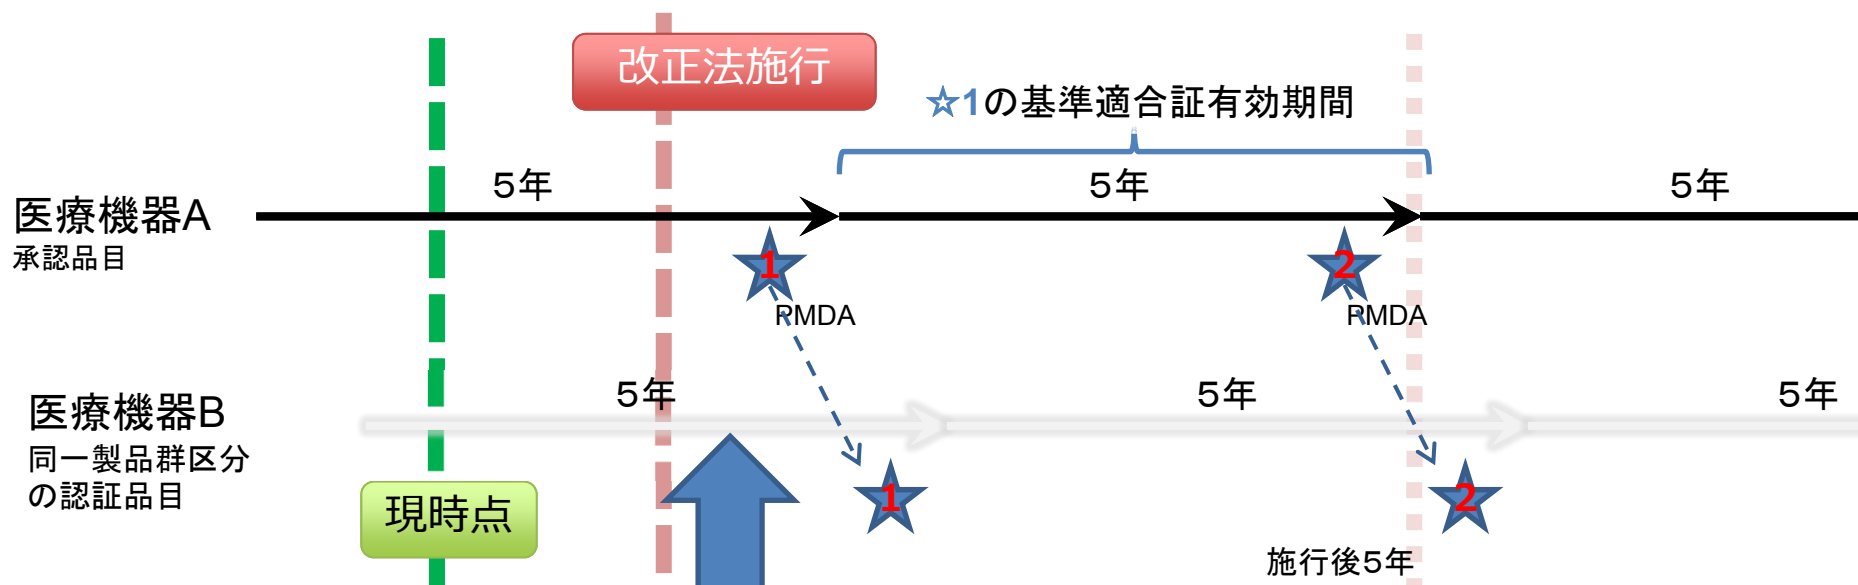 改正法施行
☆1の基準適合証有効期間
5年
5年
5年
医療機器A
承認品目
1
2
PMDA
PMDA
5年
5年
5年
医療機器B
同一製品群区分
の認証品目
現時点
1
2
施行後5年